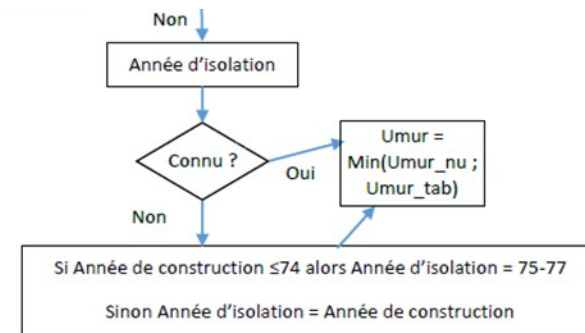 Non
Année d'isolation
Connu ?
Oui
Umur =
Min(Umur_nu ;
Umur_tab)
Non
Si Année de construction ≤74 alors Année d'isolation = 75-77
Sinon Année d'isolation = Année de construction